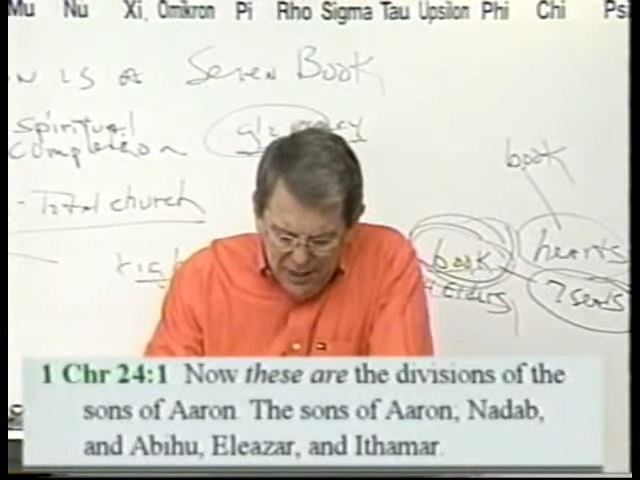 Mu Nu Xi Omikron Pi Rho Sigma Tau Upsilon Phi Chi Psi
is a Seven Book
Spiritual
Completion
- Total church
book
book
hearts
Elders
7 seals
1 Chr 24:1 Now these are the divisions of the
sons of Aaron. The sons of Aaron; Nadab,
and Abihu, Eleazar, and Ithamar.